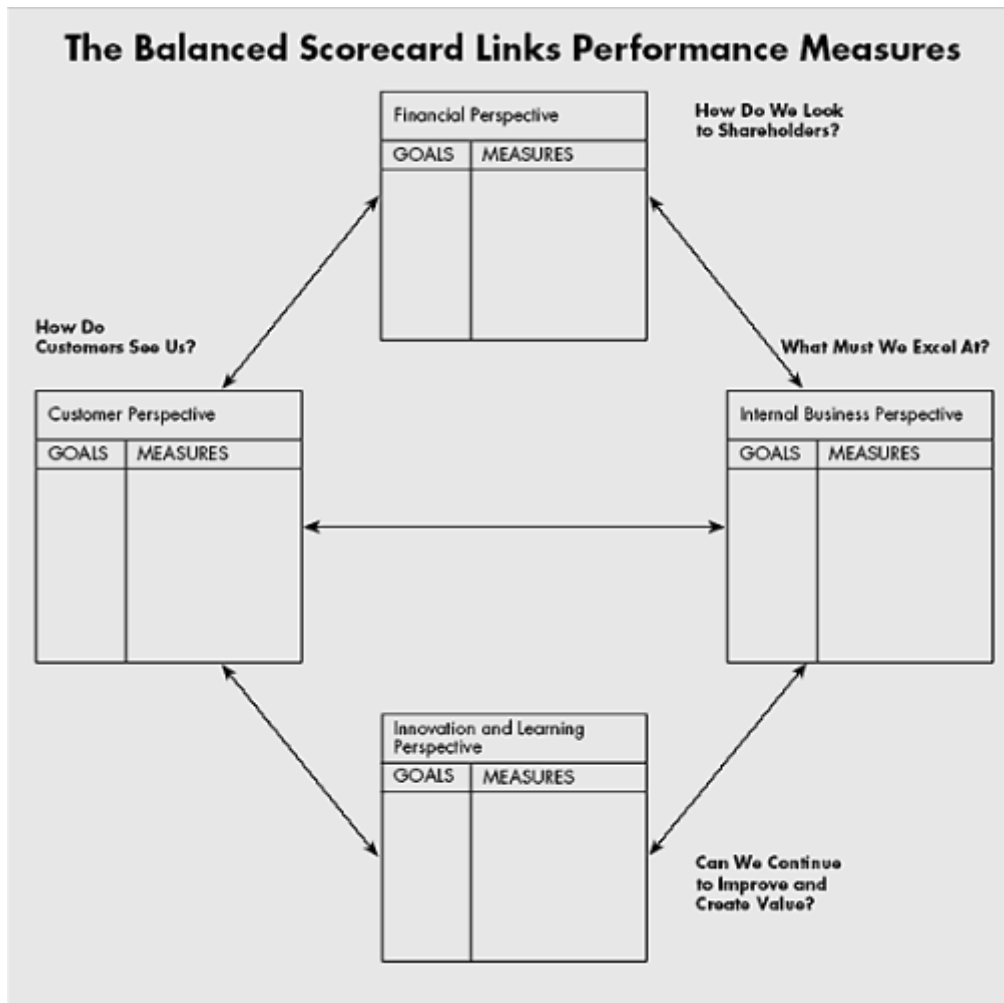 The Balanced Scorecard Links Performance Measures
Financial Perspective
GOALS MEASURES
How Do We Look
to Shareholders?
How Do
Customers See Us?
What Must We Excel At?
Customer Perspective
GOALS MEASURES
Internal Business Perspective
GOALS MEASURES
Innovation and Learning
Perspective
GOALS MEASURES
Can We Continue
to Improve and
Create Value?